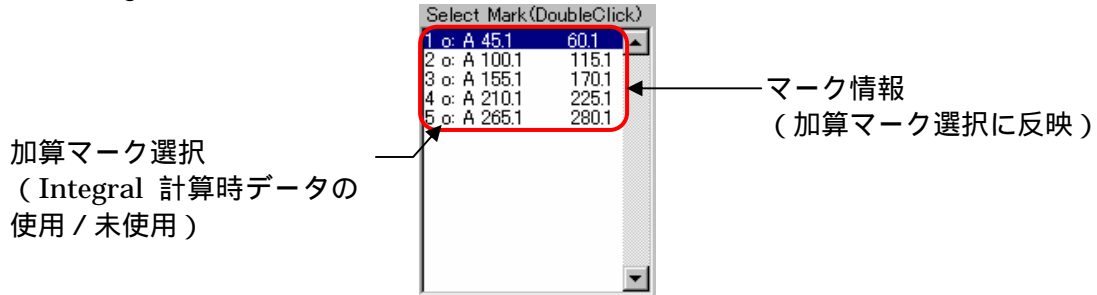 Select Mark(DoubleClick)
1 o: A 45.1 60.1
2 o: A 100.1 115.1
3 o: A 155.1 170.1
4 o: A 210.1 225.1
5 o: A 265.1 280.1
マーク情報
（加算マーク選択に反映）
加算マーク選択
（Integral 計算時データの
使用／未使用）